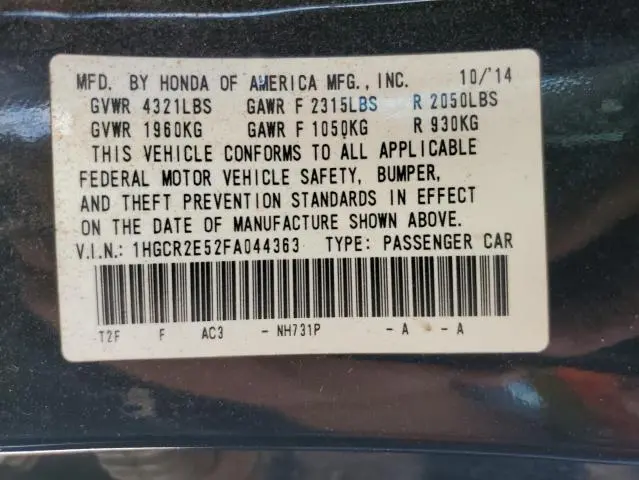 MFD. BY HONDA OF AMERICA MFG., INC. 10/'14
GVWR 4321LBS GAWR F 2315LBS R 2050LBS
GVWR 1960KG GAWR F 1050KG R 930KG
THIS VEHICLE CONFORMS TO ALL APPLICABLE
FEDERAL MOTOR VEHICLE SAFETY, BUMPER,
AND THEFT PREVENTION STANDARDS IN EFFECT
ON THE DATE OF MANUFACTURE SHOWN ABOVE.
V.I.N.: 1HGCR2E52FA044363 TYPE: PASSENGER CAR
T2F F AC3 - NH731P - A - A